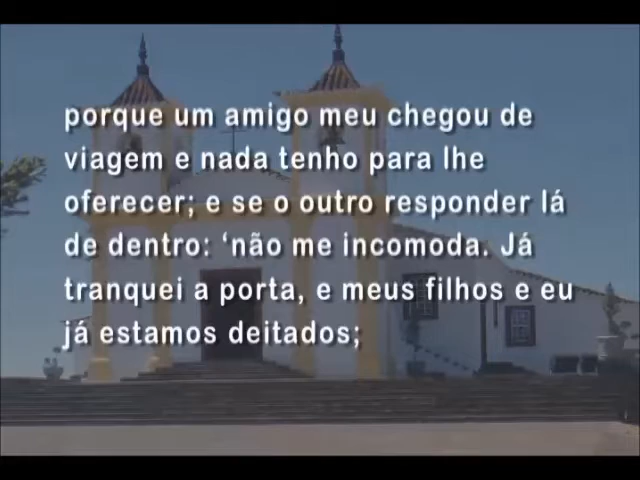 porque um amigo meu chegou de
viagem e nada tenho para lhe
oferecer; e se o outro responder lá
de dentro: ‘não me incomoda. Já
tranquei a porta, e meus filhos e eu
já estamos deitados;